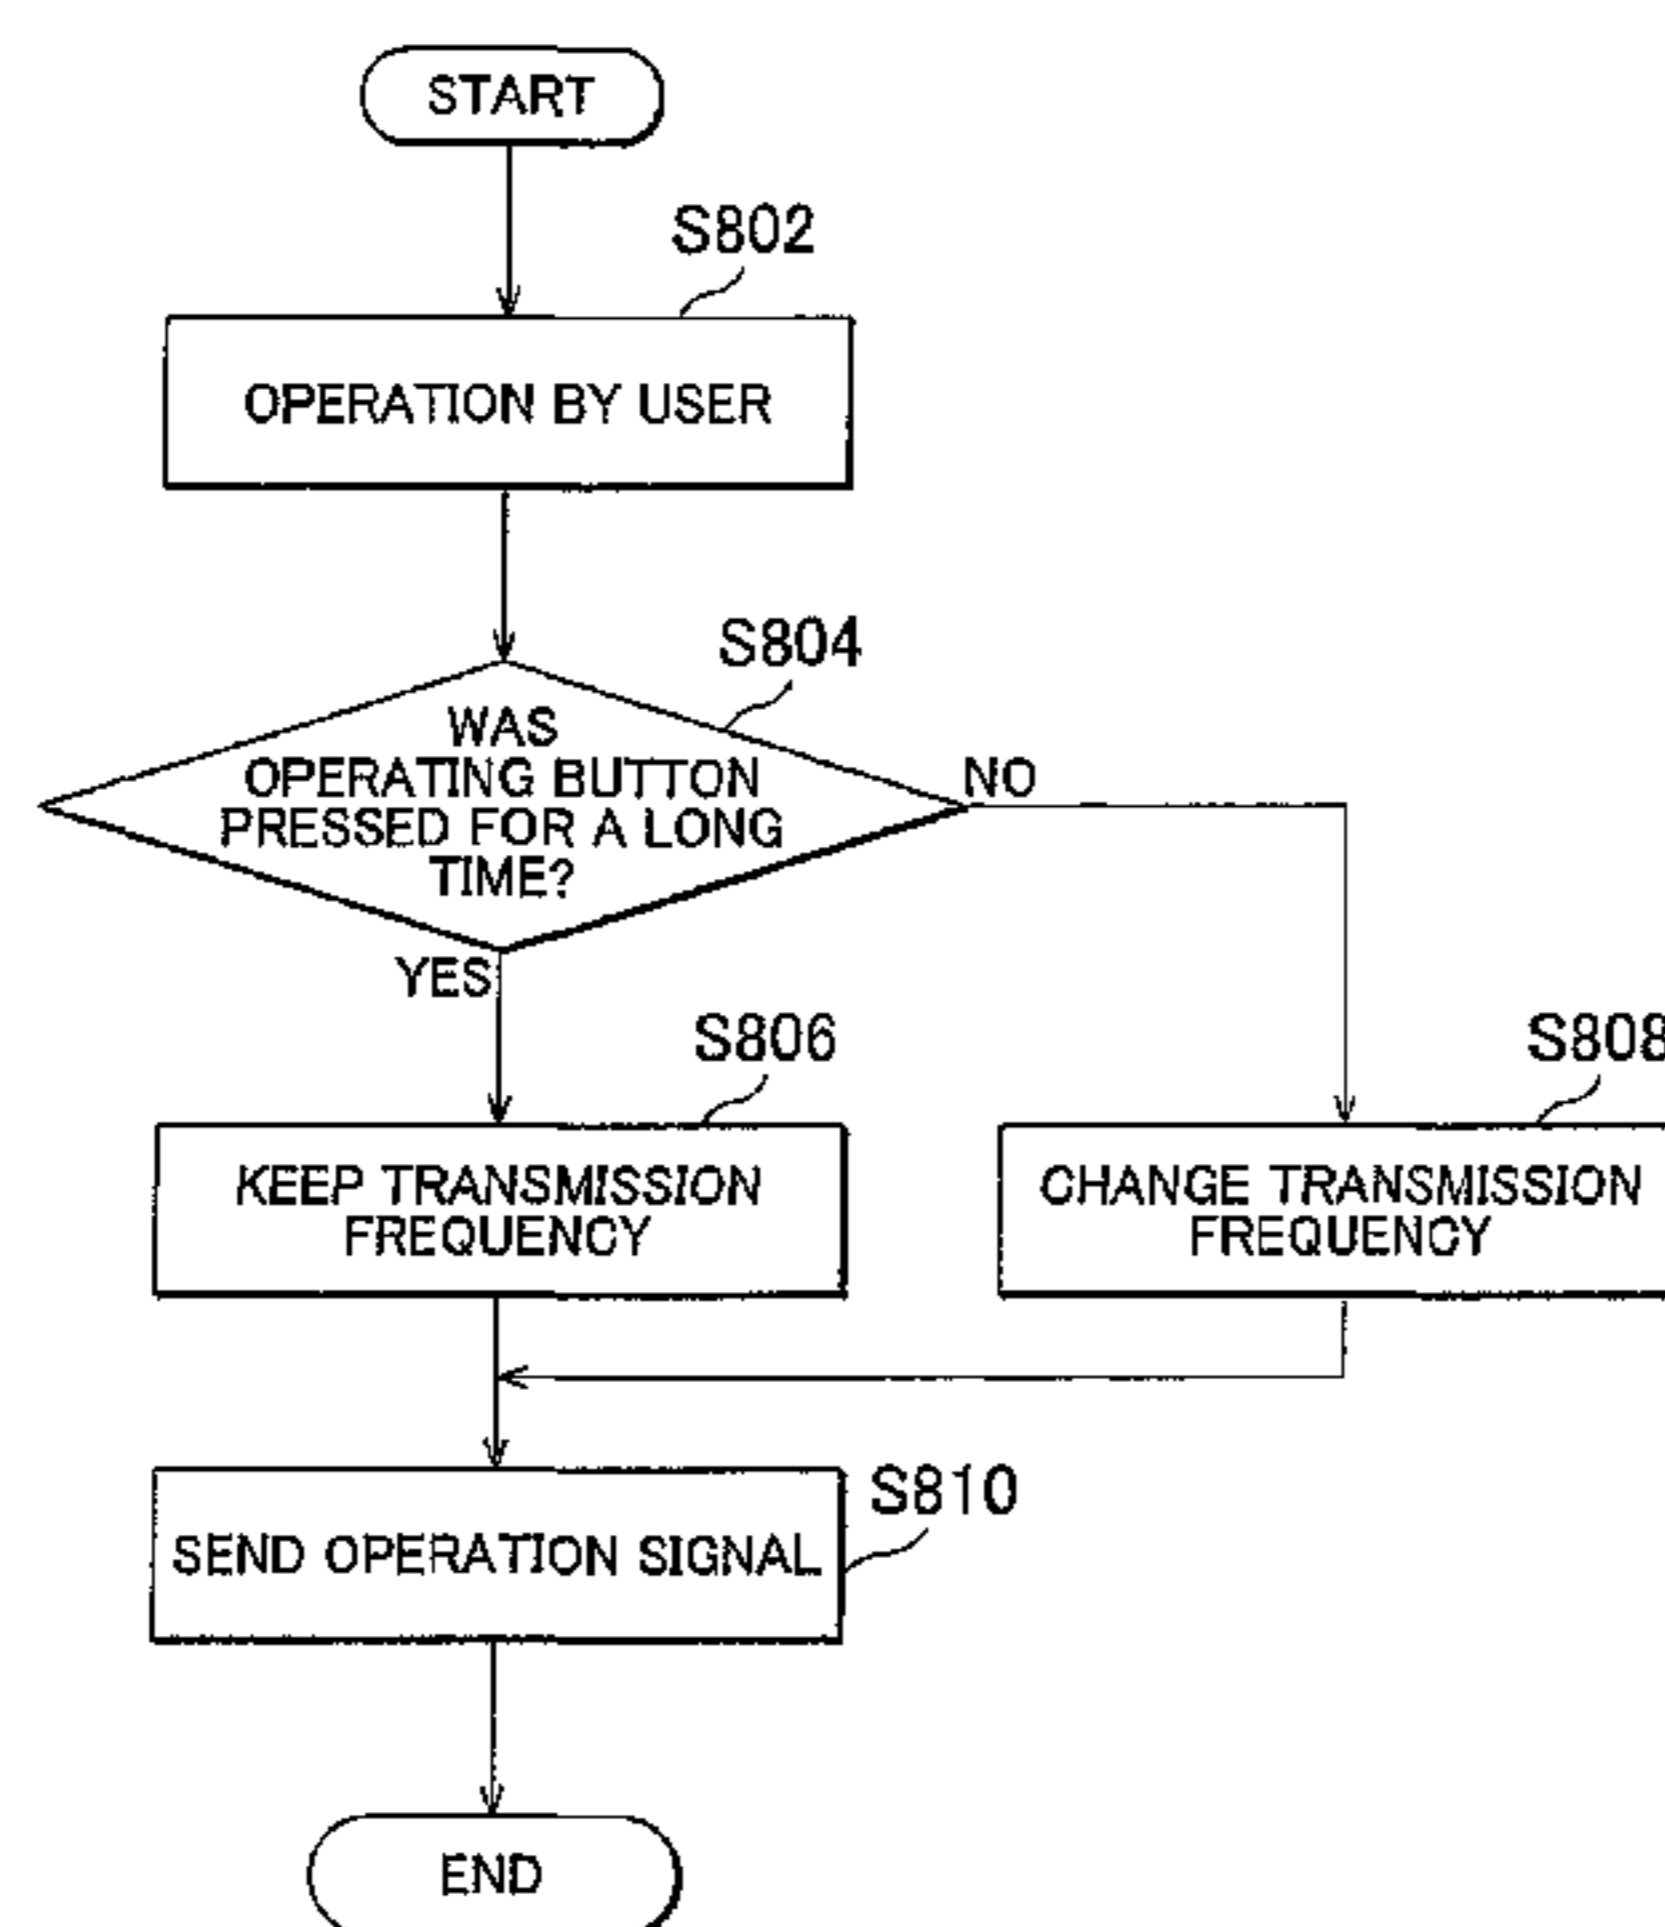 START
S802
OPERATION BY USER
S804
WAS
OPERATING BUTTON
PRESSED FOR A LONG
TIME?
NO
YES
S806
S808
KEEP TRANSMISSION
FREQUENCY
CHANGE TRANSMISSION
FREQUENCY
S810
SEND OPERATION SIGNAL
END